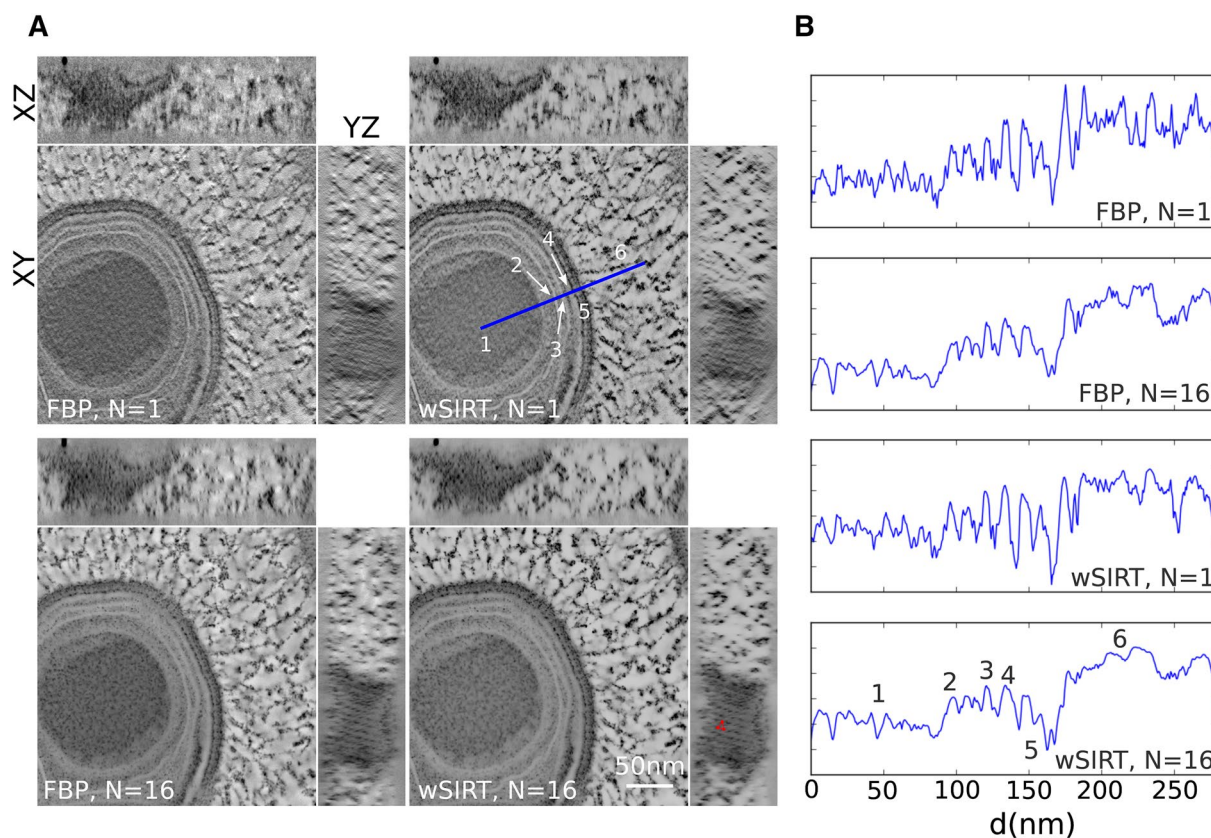 A
B
XZ
YZ
XY
FBP, N=1
wSIRT, N=1
1
2
3
4
5
6
FBP, N=16
wSIRT, N=16
50nm
FBP, N=1
FBP, N=16
wSIRT, N=1
1
2
3 4
5
6
wSIRT, N=16
0 50 100 150 200 250
d(nm)